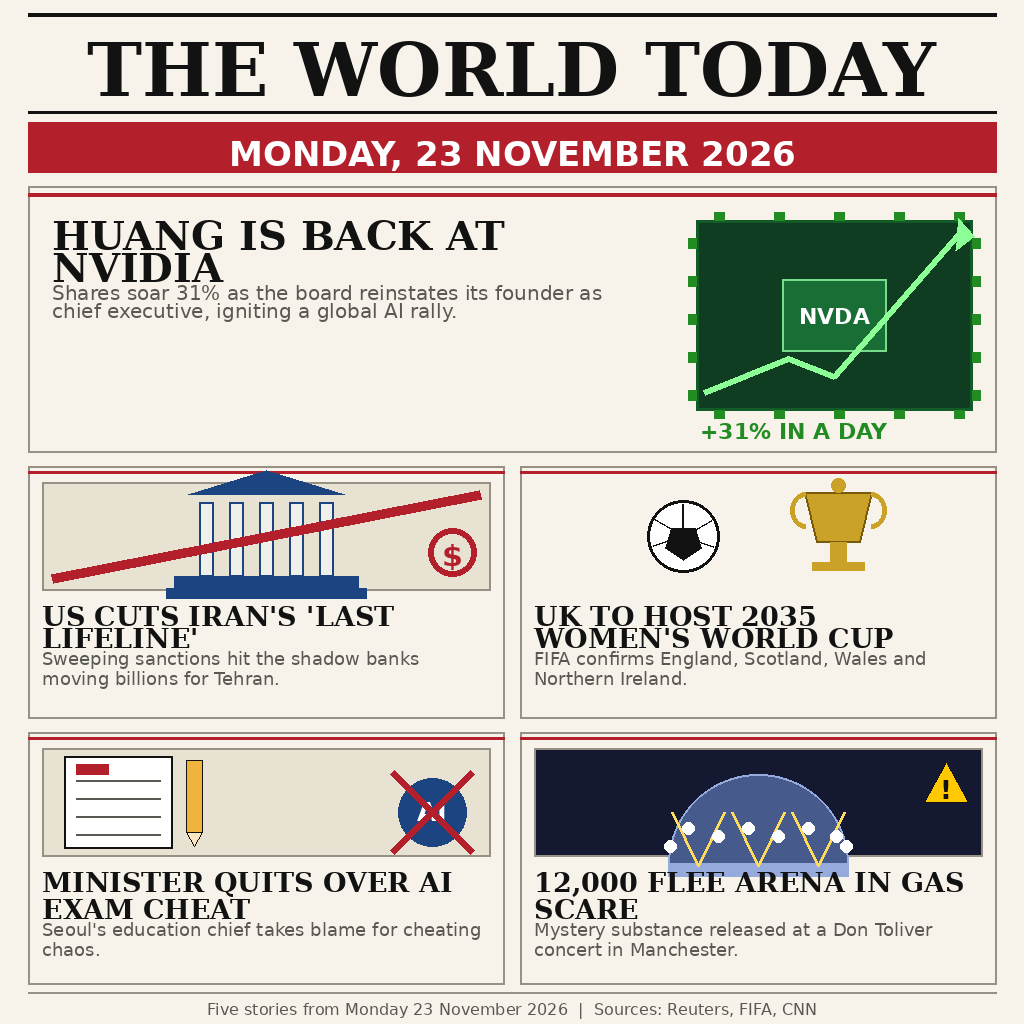 THE WORLD TODAY
MONDAY, 23 NOVEMBER 2026
HUANG IS BACK AT
NVIDIA
Shares soar 31% as the board reinstates its founder as
chief executive, igniting a global AI rally.
NVDA
+31% IN A DAY
$
US CUTS IRAN'S 'LAST
LIFELINE'
Sweeping sanctions hit the shadow banks
moving billions for Tehran.
UK TO HOST 2035
WOMEN'S WORLD CUP
FIFA confirms England, Scotland, Wales and
Northern Ireland.
AI
MINISTER QUITS OVER AI
EXAM CHEAT
Seoul's education chief takes blame for cheating
chaos.
!
12,000 FLEE ARENA IN GAS
SCARE
Mystery substance released at a Don Toliver
concert in Manchester.
Five stories from Monday 23 November 2026 | Sources: Reuters, FIFA, CNN